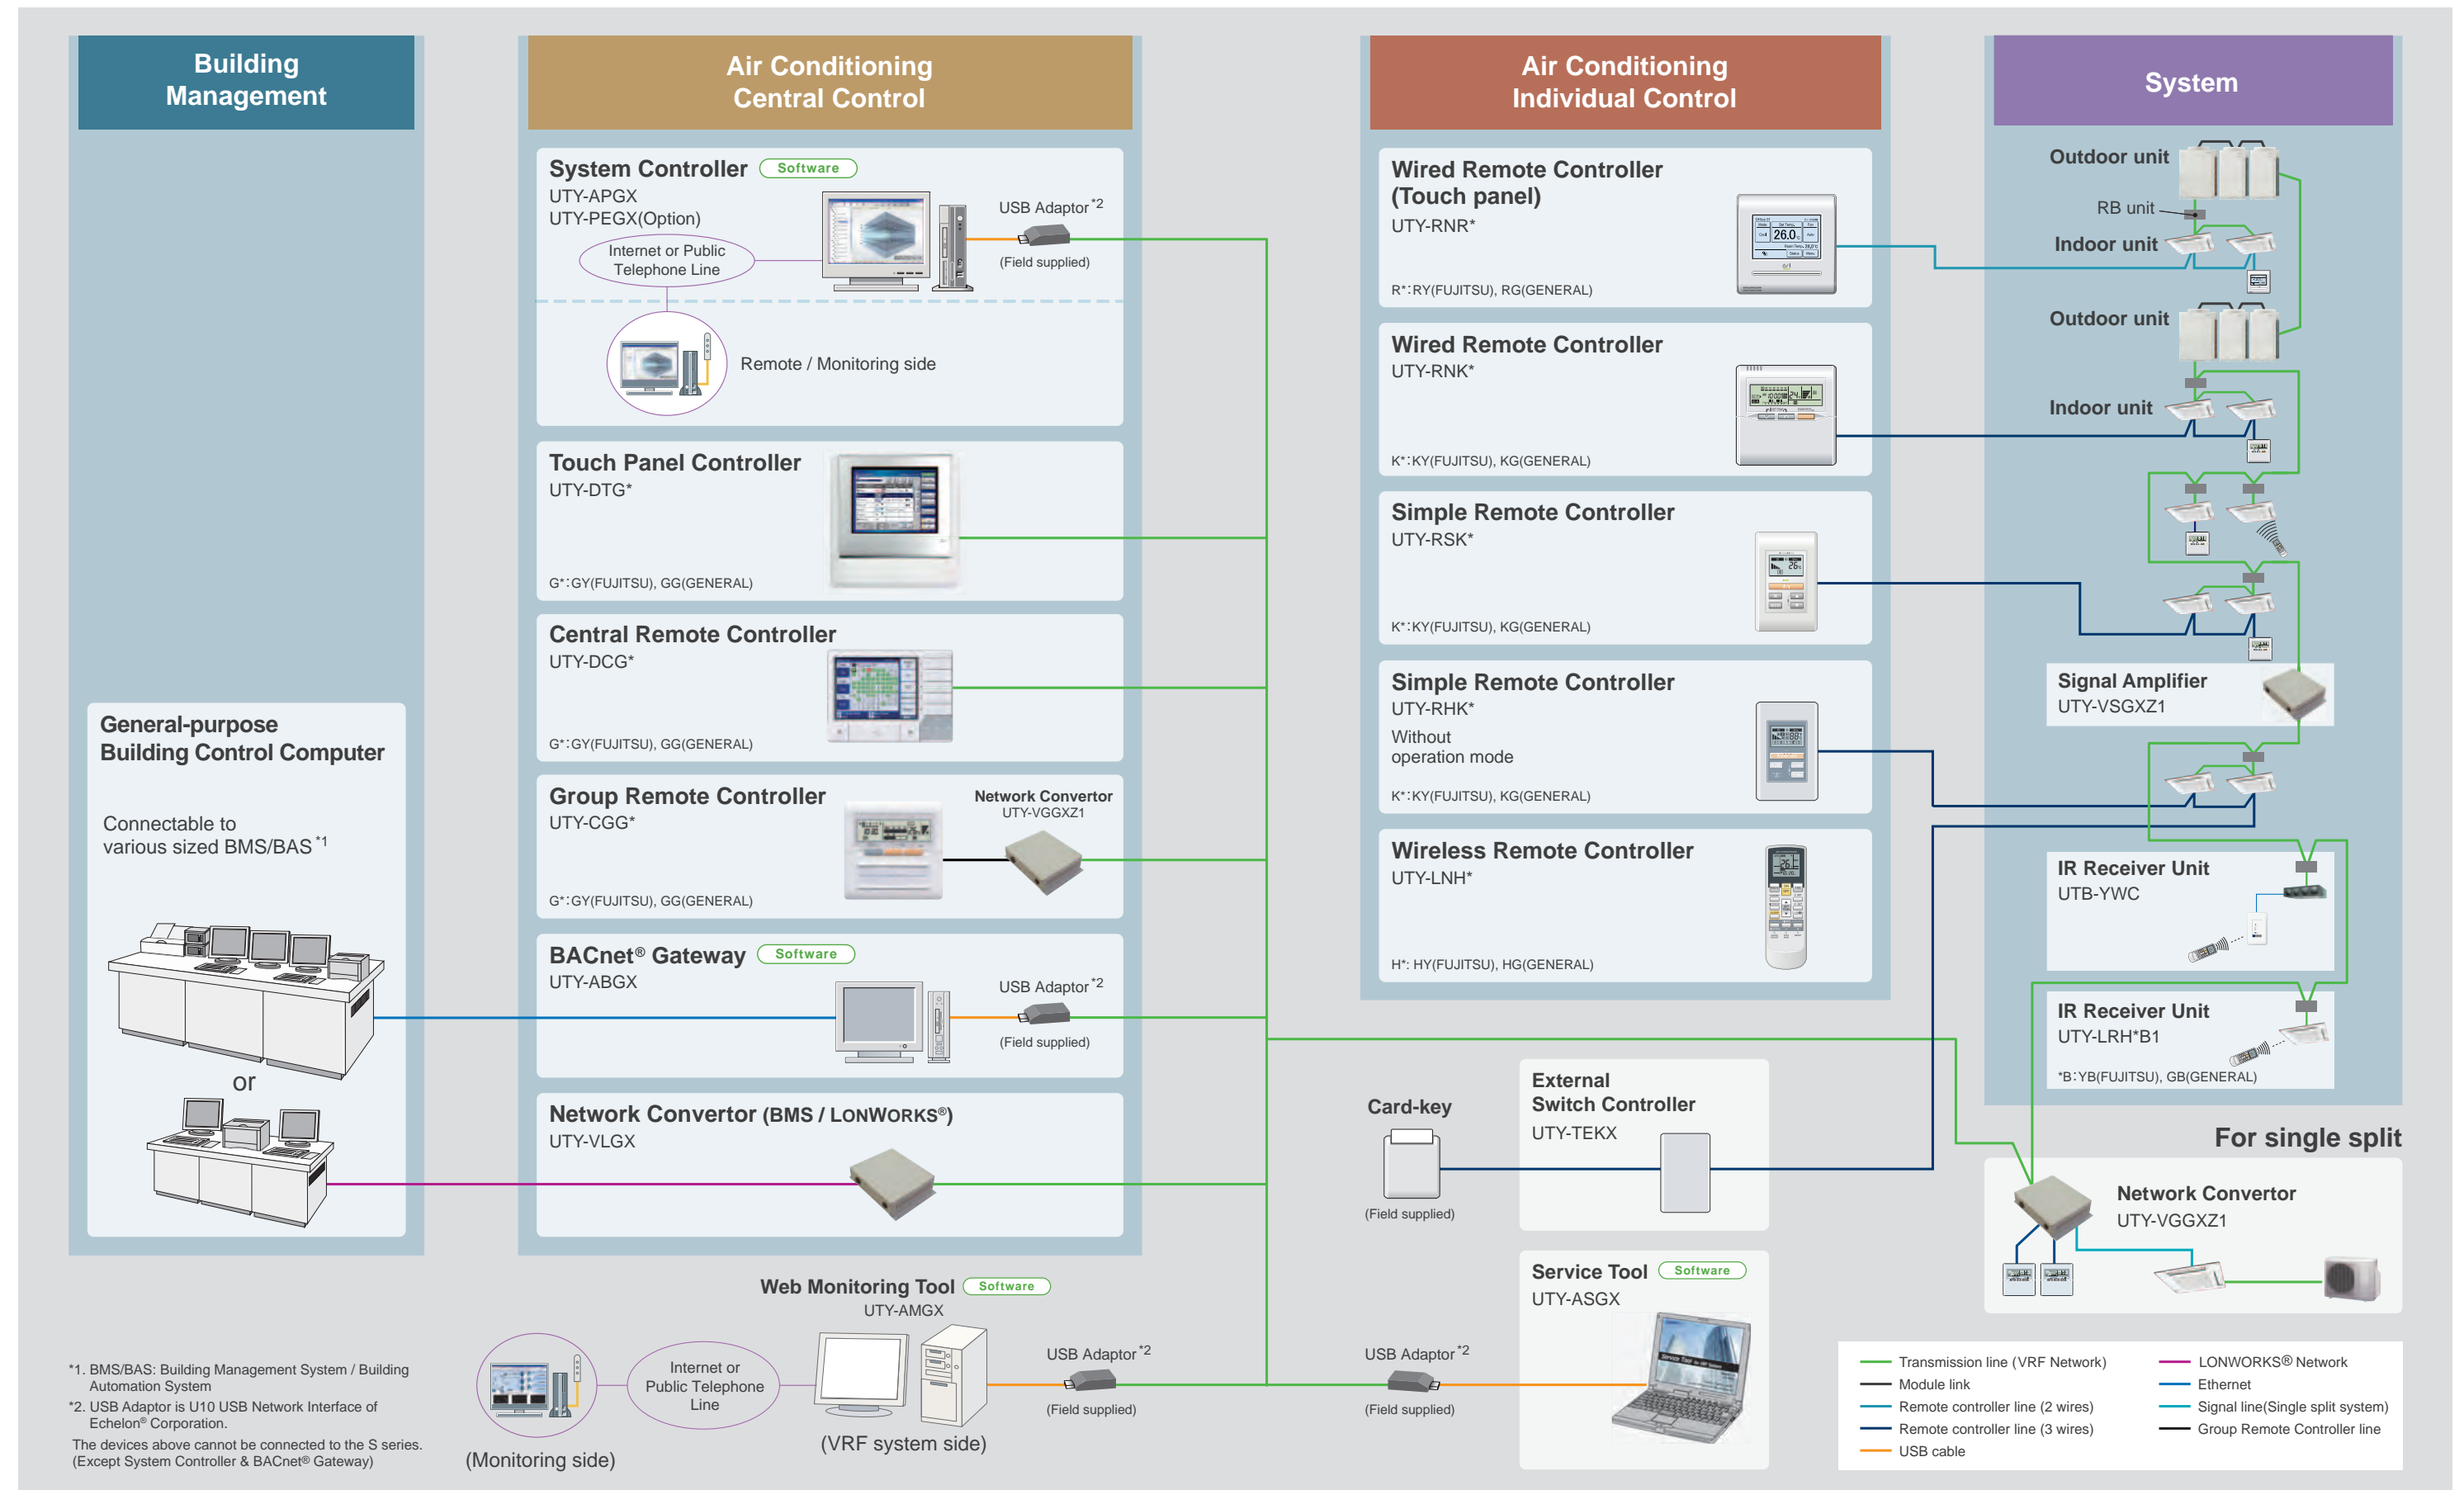 Building
Management
General-purpose
Building Control Computer
Connectable to
various sized BMS/BAS *1
or
Air Conditioning
Central Control
System Controller Software
UTY-APGX
UTY-PEGX(Option)
Internet or Public
Telephone Line
USB Adaptor*2
(Field supplied)
Remote / Monitoring side
Touch Panel Controller
UTY-DTG*
G*:GY(FUJITSU), GG(GENERAL)
Central Remote Controller
UTY-DCG*
G*:GY(FUJITSU), GG(GENERAL)
Group Remote Controller
UTY-CGG*
Network Convertor
UTY-VGGXZ1
G*:GY(FUJITSU), GG(GENERAL)
BACnet® Gateway Software
UTY-ABGX
USB Adaptor*2
(Field supplied)
Network Convertor (BMS / LONWORKS®)
UTY-VLGX
Air Conditioning
Individual Control
Wired Remote Controller
(Touch panel)
UTY-RNR*
26.0
R*:RY(FUJITSU), RG(GENERAL)
Wired Remote Controller
UTY-RNK*
K*:KY(FUJITSU), KG(GENERAL)
Simple Remote Controller
UTY-RSK*
K*:KY(FUJITSU), KG(GENERAL)
Simple Remote Controller
UTY-RHK*
Without
operation mode
K*:KY(FUJITSU), KG(GENERAL)
Wireless Remote Controller
UTY-LNH*
H*: HY(FUJITSU), HG(GENERAL)
System
Outdoor unit
RB unit
Indoor unit
Outdoor unit
Indoor unit
Signal Amplifier
UTY-VSGXZ1
IR Receiver Unit
UTB-YWC
IR Receiver Unit
UTY-LRH*B1
*B:YB(FUJITSU), GB(GENERAL)
For single split
Network Convertor
UTY-VGGXZ1
Card-key
(Field supplied)
External
Switch Controller
UTY-TEKX
Service Tool Software
UTY-ASGX
USB Adaptor*2
(Field supplied)
Web Monitoring Tool Software
UTY-AMGX
Internet or
Public Telephone
Line
USB Adaptor*2
(Field supplied)
(Monitoring side)
(VRF system side)
*1. BMS/BAS: Building Management System / Building
Automation System
*2. USB Adaptor is U10 USB Network Interface of
Echelon® Corporation.
The devices above cannot be connected to the S series.
(Except System Controller & BACnet® Gateway)
Transmission line (VRF Network)
Module link
Remote controller line (2 wires)
Remote controller line (3 wires)
USB cable
LONWORKS® Network
Ethernet
Signal line(Single split system)
Group Remote Controller line